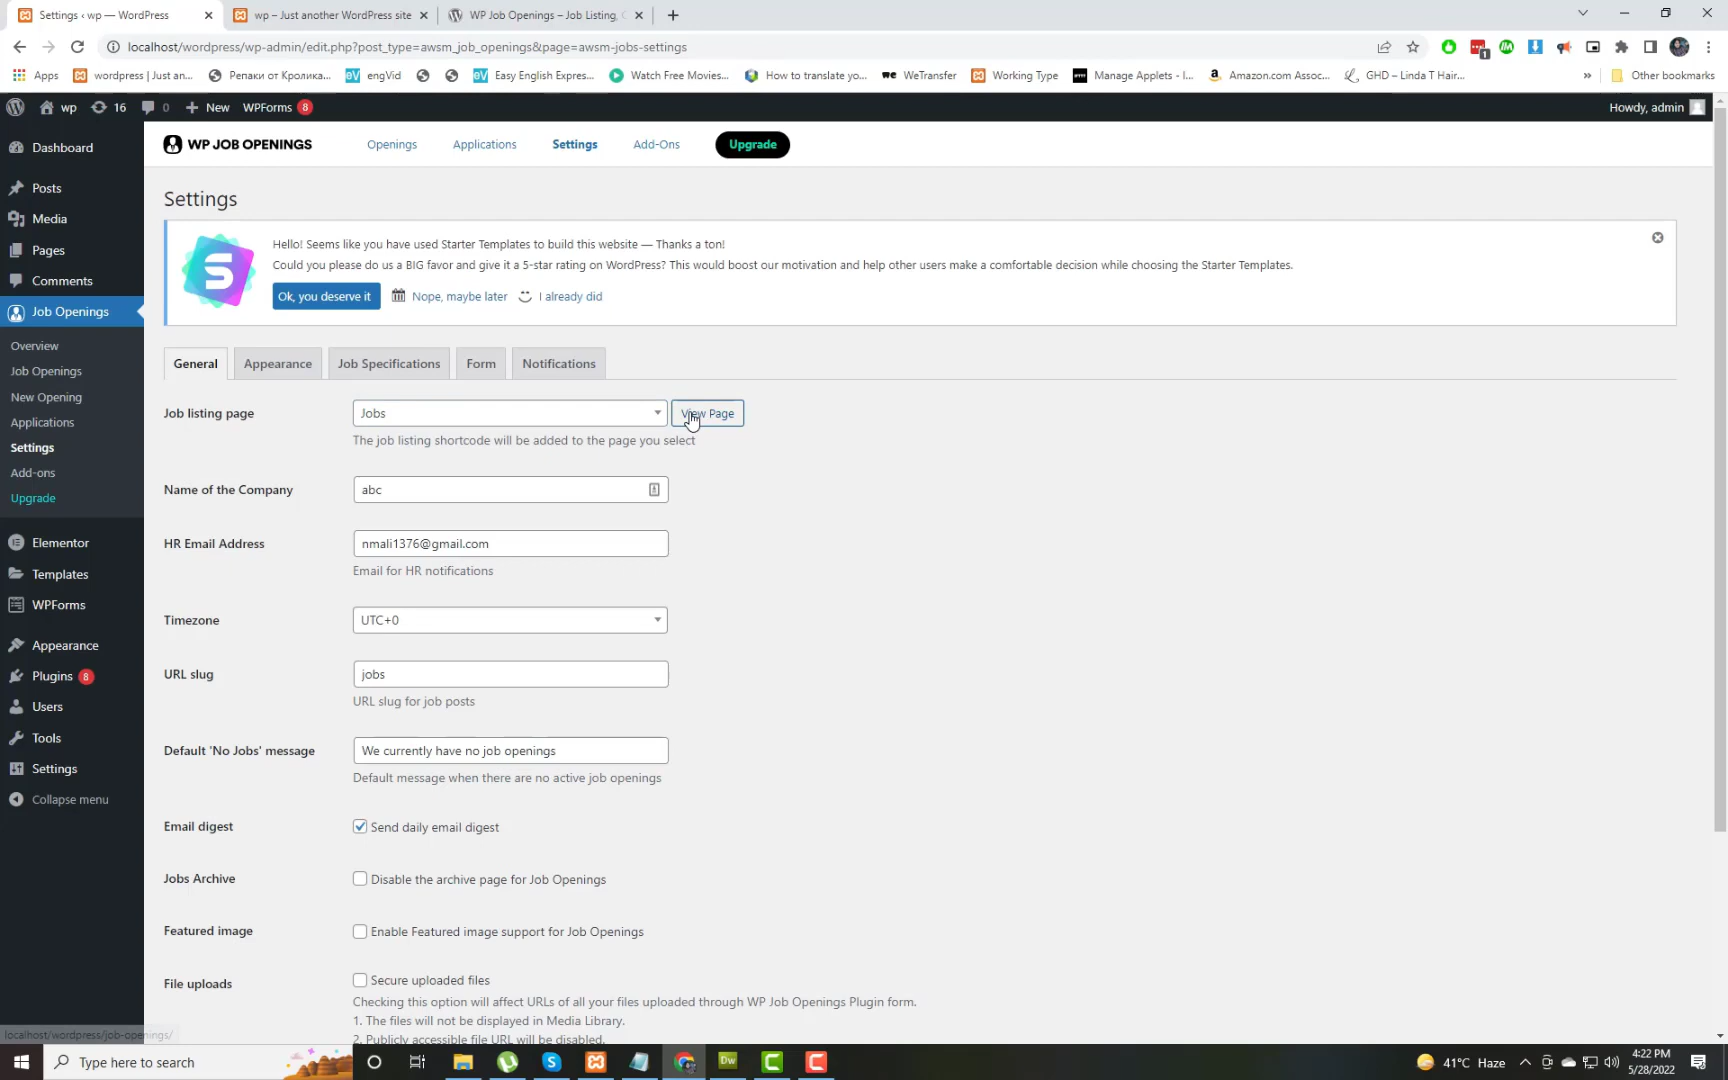 Settings ‹ wp — WordPress
wp – Just another WordPress site
WP Job Openings – Job Listing,
localhost/wordpress/wp-admin/edit.php?post_type=awsm_job_openings&page=awsm-jobs-settings
Apps
wordpress | Just an...
Репаки от Кролика...
engVid
Easy English Expres...
Watch Free Movies...
How to translate yo...
WeTransfer
Working Type
Manage Applets - I...
Amazon.com Assoc...
GHD – Linda T Hair...
»
Other bookmarks
wp
16
0
New
WPForms 8
Howdy, admin
WP JOB OPENINGS
Openings
Applications
Settings
Add-Ons
Upgrade
Dashboard
Posts
Media
Pages
Comments
Job Openings
Overview
Job Openings
New Opening
Applications
Settings
Add-ons
Upgrade
Elementor
Templates
WPForms
Appearance
Plugins 8
Users
Tools
Settings
Collapse menu
Settings
Hello! Seems like you have used Starter Templates to build this website — Thanks a ton!
Could you please do us a BIG favor and give it a 5-star rating on WordPress? This would boost our motivation and help other users make a comfortable decision while choosing the Starter Templates.
Ok, you deserve it
Nope, maybe later
I already did
General
Appearance
Job Specifications
Form
Notifications
Job listing page
Jobs
View Page
The job listing shortcode will be added to the page you select
Name of the Company
abc
HR Email Address
nmali1376@gmail.com
Email for HR notifications
Timezone
UTC+0
URL slug
jobs
URL slug for job posts
Default 'No Jobs' message
We currently have no job openings
Default message when there are no active job openings
Email digest
Send daily email digest
Jobs Archive
Disable the archive page for Job Openings
Featured image
Enable Featured image support for Job Openings
File uploads
Secure uploaded files
Checking this option will affect URLs of all your files uploaded through WP Job Openings Plugin form.
1. The files will not be displayed in Media Library.
2. Publicly accessible file URL will be disabled.
localhost/wordpress/job-openings/
Type here to search
Dw
41°C Haze
4:22 PM
5/28/2022